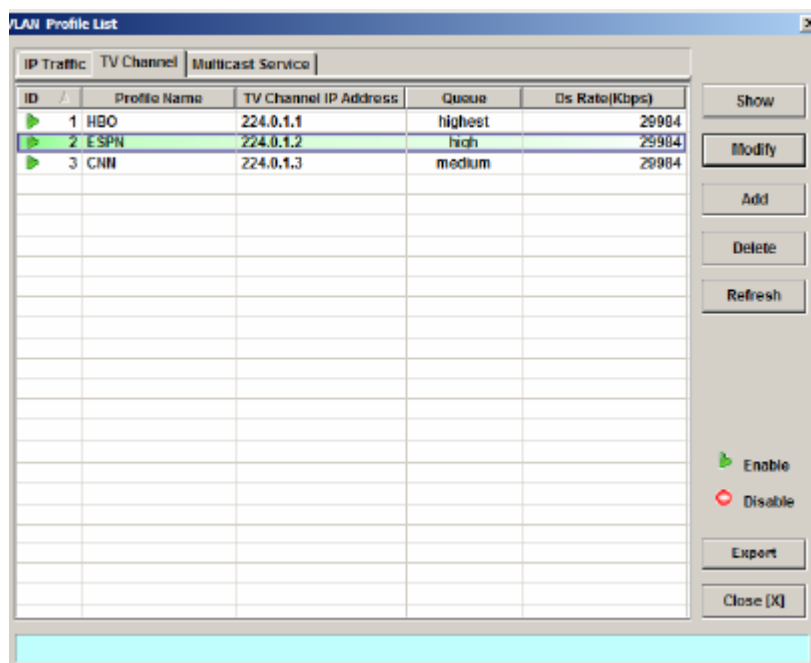 VLAN Profile List
IP Traffic TV Channel Multicast Service
ID Profile Name TV Channel IP Address Queue Ds Rate(Kbps)
1 HBO 224.0.1.1 highest 29984
2 ESPN 224.0.1.2 high 29984
3 CNN 224.0.1.3 medium 29984
Show
Modify
Add
Delete
Refresh
Enable
Disable
Export
Close [X]